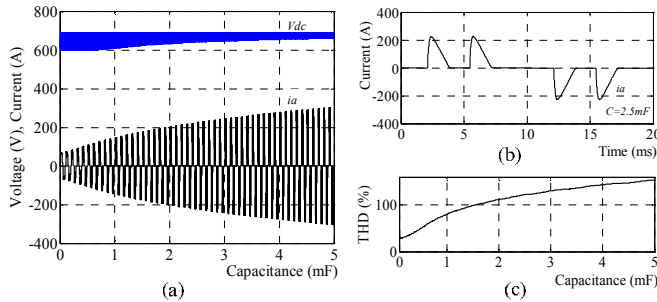 (a)
800
600
400
200
0
-200
-400
Voltage (V), Current (A)
Vdc
ia
0 1 2 3 4 5
Capacitance (mF)
(a)
(b)
400
200
0
-200
-400
Current (A)
ia
C=2.5mF
0 5 10 15 20
(b)
Time (ms)
100
THD (%)
0 1 2 3 4 5
Capacitance (mF)
(c)